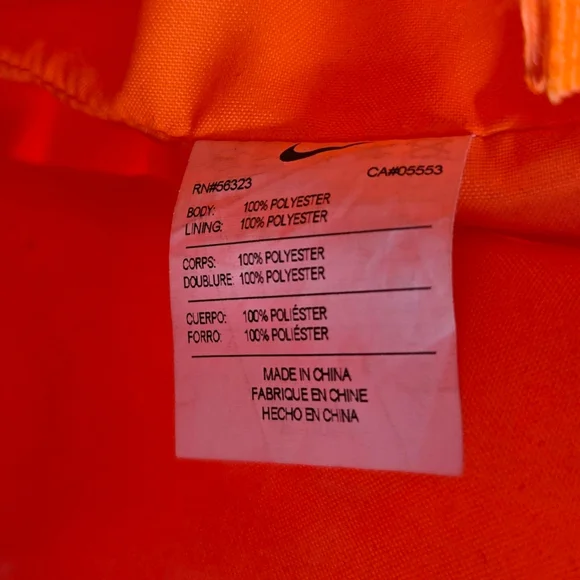 RN#56323 CA#05553
BODY: 100% POLYESTER
LINING: 100% POLYESTER
CORPS: 100% POLYESTER
DOUBLURE: 100% POLYESTER
CUERPO: 100% POLIÉSTER
FORRO: 100% POLIÉSTER
MADE IN CHINA
FABRIQUE EN CHINE
HECHO EN CHINA